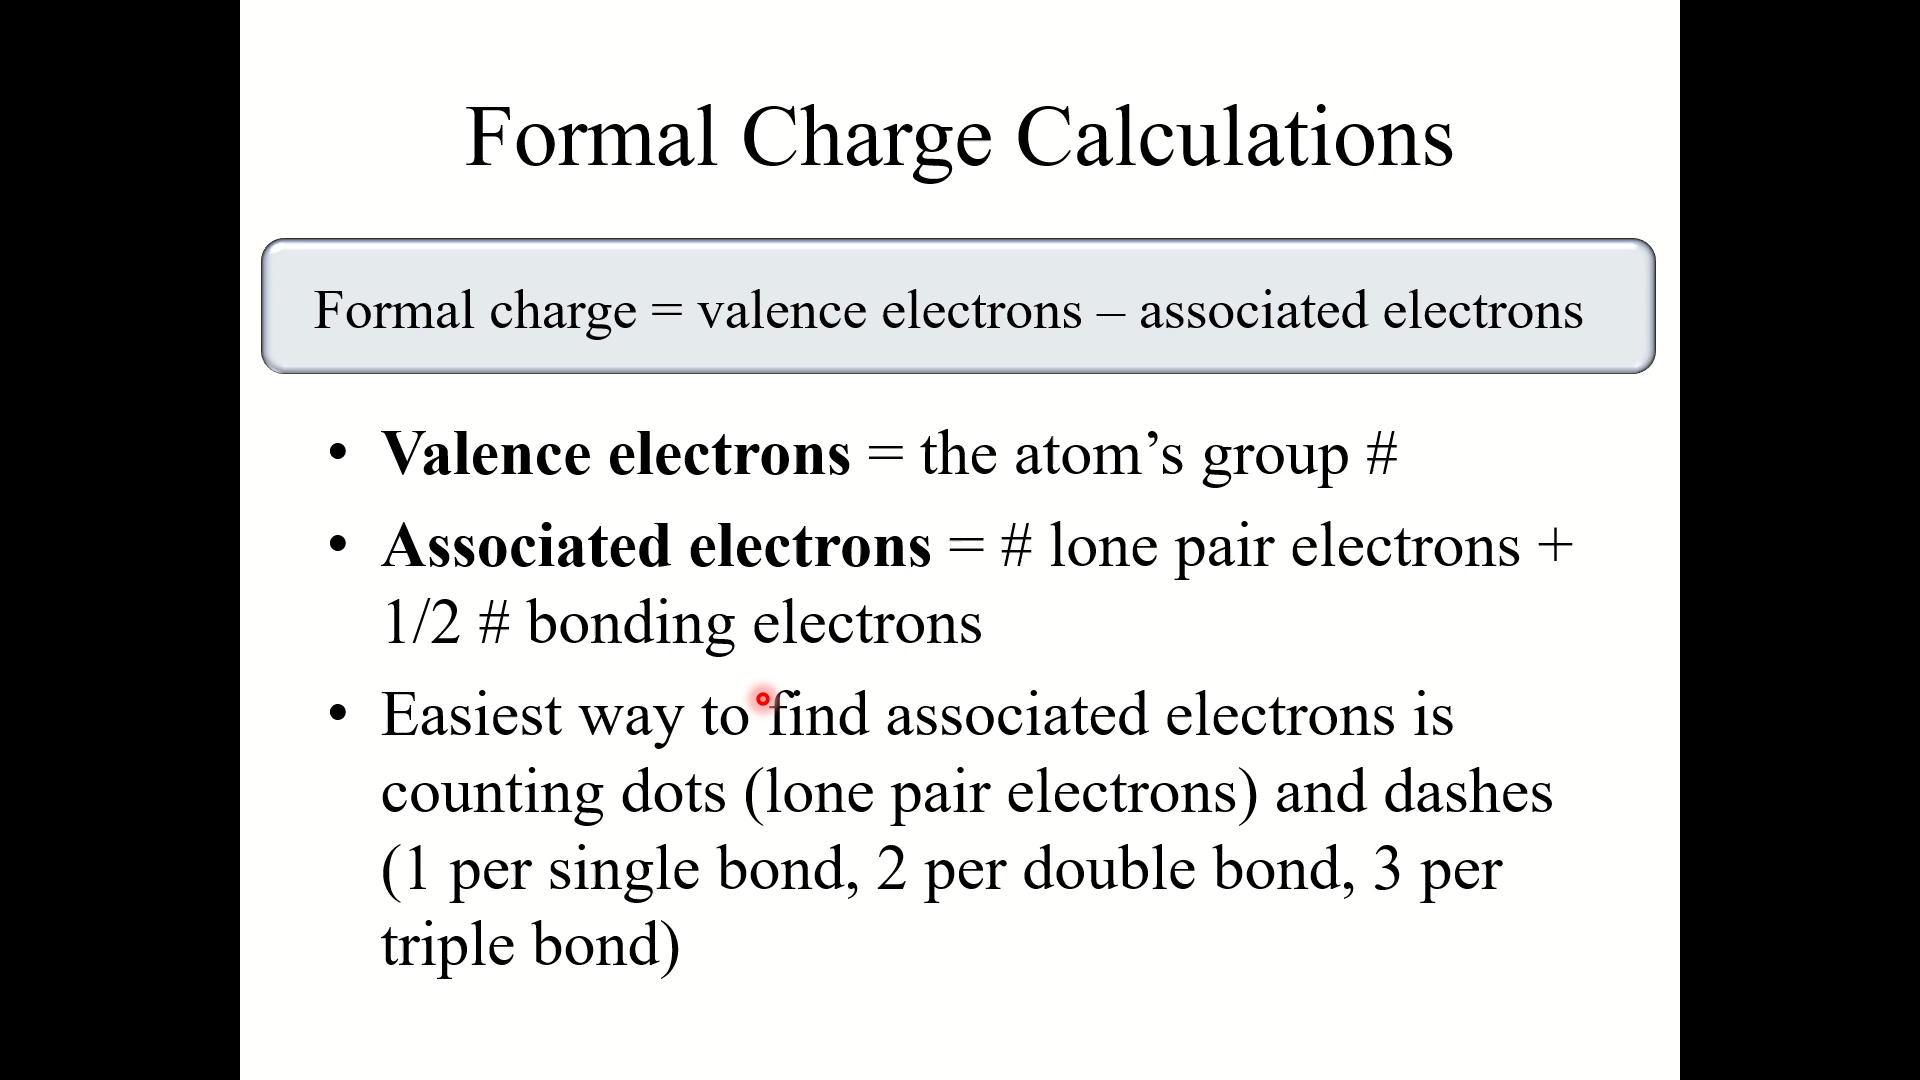 Formal Charge Calculations
Formal charge = valence electrons – associated electrons
• Valence electrons = the atom’s group #
• Associated electrons = # lone pair electrons +
1/2 # bonding electrons
• Easiest way to find associated electrons is
counting dots (lone pair electrons) and dashes
(1 per single bond, 2 per double bond, 3 per
triple bond)